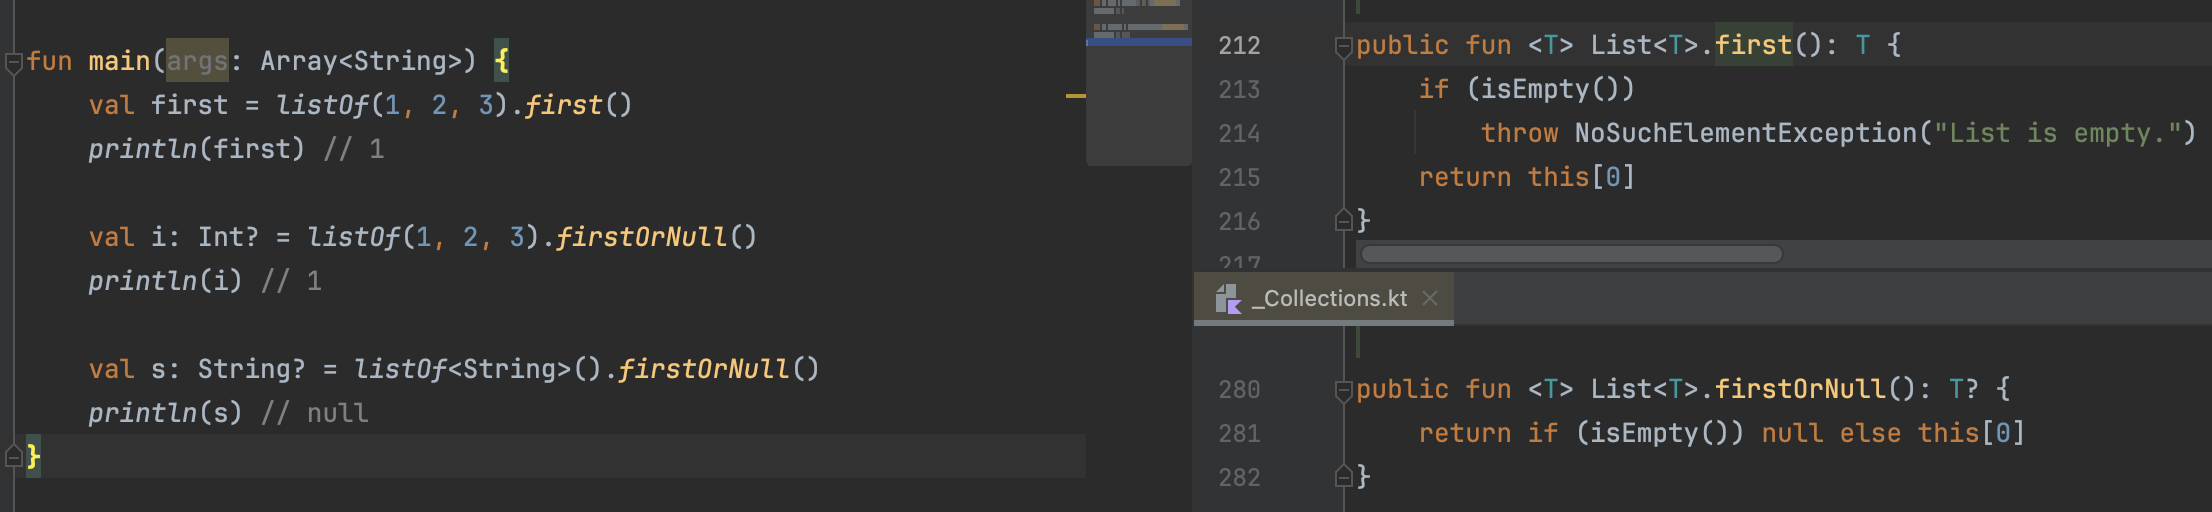 fun main(args: Array<String>) {
    val first = listOf(1, 2, 3).first()
    println(first) // 1

    val i: Int? = listOf(1, 2, 3).firstOrNull()
    println(i) // 1

    val s: String? = listOf<String>().firstOrNull()
    println(s) // null
}
212 public fun <T> List<T>.first(): T {
213     if (isEmpty())
214         throw NoSuchElementException("List is empty.")
215     return this[0]
216 }
217
_Collections.kt
280 public fun <T> List<T>.firstOrNull(): T? {
281     return if (isEmpty()) null else this[0]
282 }